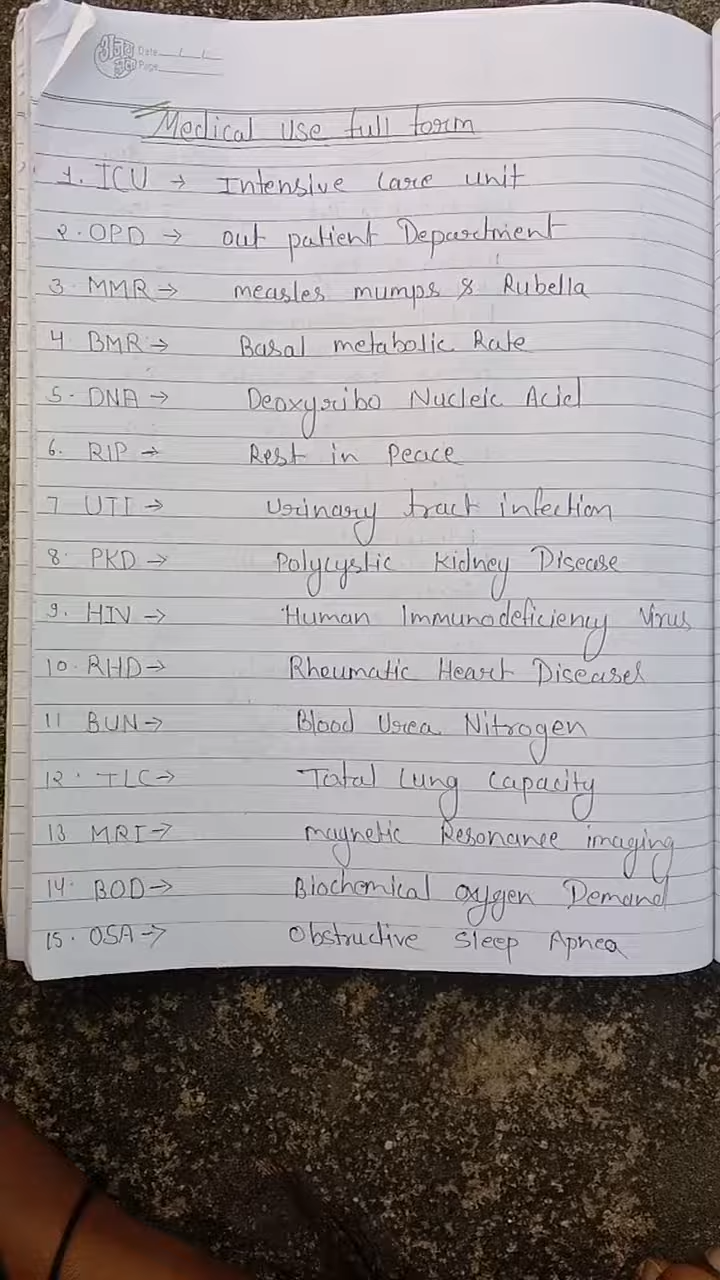 Date
Page
Medical use full form
1. ICU → Intensive Care unit
2. OPD → out patient Department
3. MMR → measles mumps & Rubella
4. BMR → Basal metabolic Rate
5. DNA → Deoxyribo Nucleic Acid
6. RIP → Rest in Peace
7 UTI → Urinary tract infection
8. PKD → Polycystic Kidney Disease
9. HIV → Human Immunodeficiency Virus
10. RHD → Rheumatic Heart Diseases
11 BUN → Blood Urea Nitrogen
12. TLC → Total Lung Capacity
13 MRI → magnetic Resonance imaging
14. BOD → Biochemical oxygen Demand
15. OSA → Obstructive Sleep Apnea